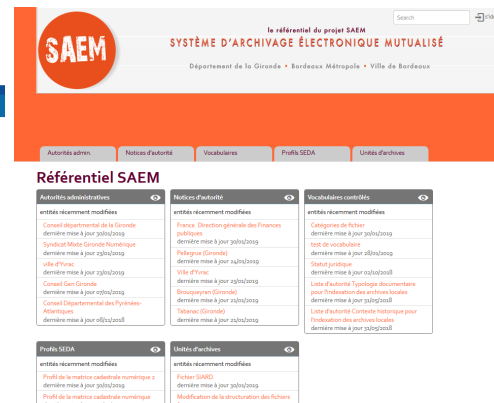 Search
SAEM
le référentiel du projet SAEM
SYSTÈME D'ARCHIVAGE ÉLECTRONIQUE MUTUALISÉ
Département de la Gironde • Bordeaux Métropole • Ville de Bordeaux
Autorités admin. Notices d'autorité Vocabulaires Profils SEDA Unités d'archives
Référentiel SAEM
Autorités administratives
entités récemment modifiées
Conseil départemental de la Gironde
dernière mise à jour 30/01/2019
Syndicat Mixte Gironde Numérique
dernière mise à jour 23/01/2019
ville d'Yvrac
dernière mise à jour 23/01/2019
Conseil Gen Gironde
dernière mise à jour 07/01/2019
Conseil Départemental des Pyrénées-
Atlantiques
dernière mise à jour 08/11/2018
Notices d'autorité
entités récemment modifiées
France. Direction générale des Finances
publiques
dernière mise à jour 30/01/2019
Pellegrue (Gironde)
dernière mise à jour 24/01/2019
Ville d'Yvrac
dernière mise à jour 23/01/2019
Brouqueyran (Gironde)
dernière mise à jour 21/01/2019
Tabanac (Gironde)
dernière mise à jour 21/01/2019
Vocabulaires contrôlés
entités récemment modifiées
Catégories de fichier
dernière mise à jour 30/01/2019
test de vocabulaire
dernière mise à jour 28/01/2019
Statut juridique
dernière mise à jour 02/10/2018
Liste d'autorité Typologie documentaire
pour l'indexation des archives locales
dernière mise à jour 31/05/2018
Liste d'autorité Contexte historique pour
l'indexation des archives locales
dernière mise à jour 31/05/2018
Profils SEDA
entités récemment modifiées
Profil de la matrice cadastrale numérique 2
dernière mise à jour 30/01/2019
Profil de la matrice cadastrale numérique
Unités d'archives
entités récemment modifiées
Fichier SIARD
dernière mise à jour 30/01/2019
Modification de la structuration des fichiers